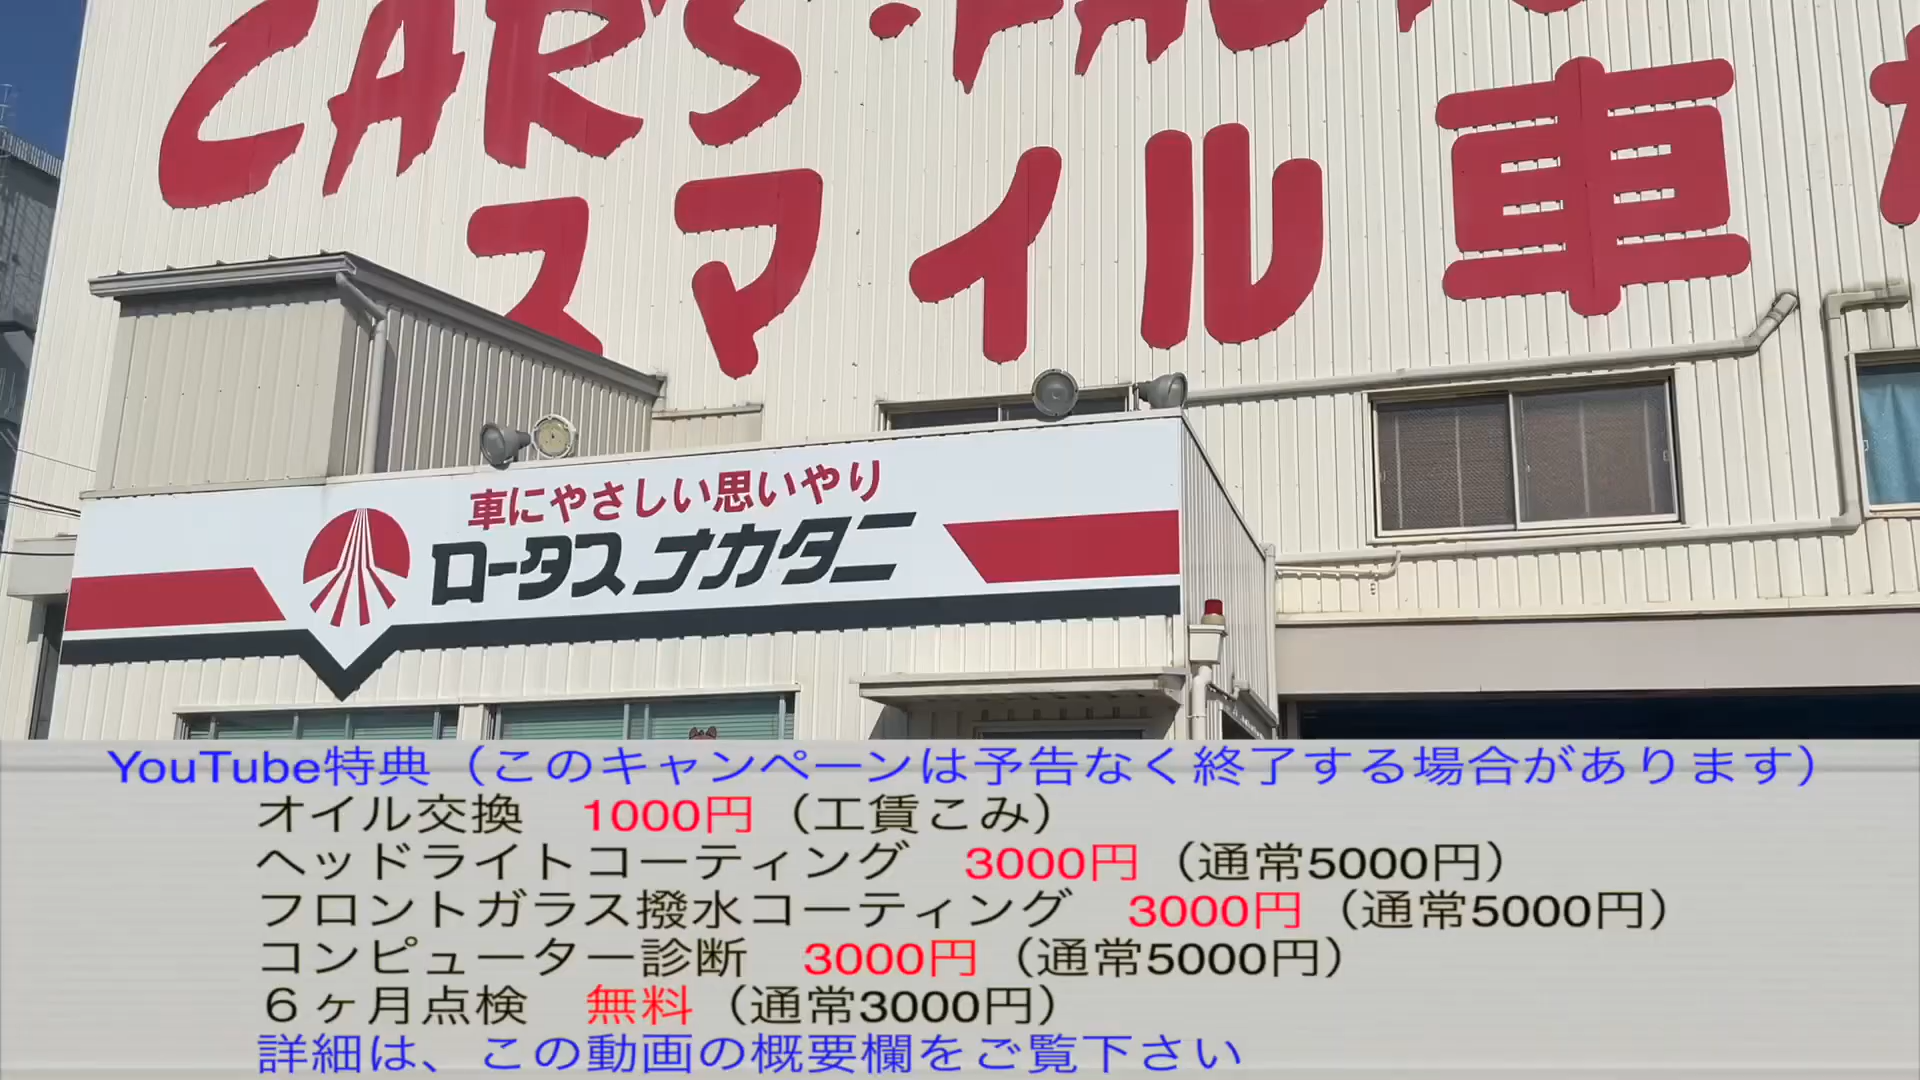 CAR'S・FACTO
スマイル車
車にやさしい思いやり
ロータスナカタニ
YouTube特典（このキャンペーンは予告なく終了する場合があります）
オイル交換　1000円（工賃こみ）
ヘッドライトコーティング　3000円（通常5000円）
フロントガラス撥水コーティング　3000円（通常5000円）
コンピューター診断　3000円（通常5000円）
６ヶ月点検　無料（通常3000円）
詳細は、この動画の概要欄をご覧下さい